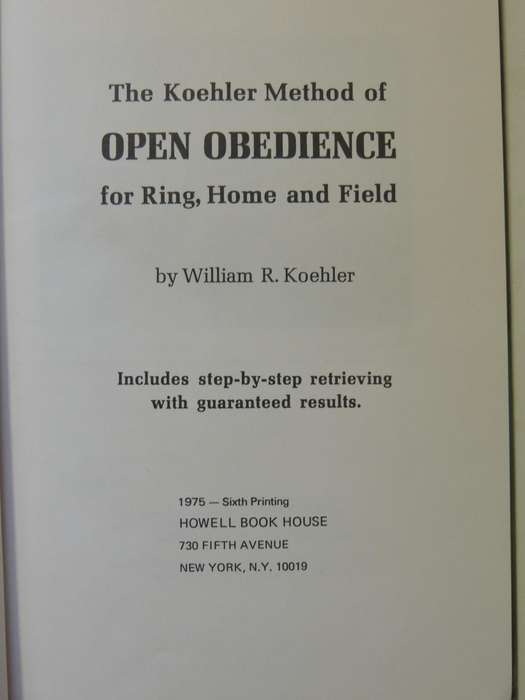 The Koehler Method of
OPEN OBEDIENCE
for Ring, Home and Field
by William R. Koehler
Includes step-by-step retrieving
with guaranteed results.
1975 — Sixth Printing
HOWELL BOOK HOUSE
730 FIFTH AVENUE
NEW YORK, N.Y. 10019